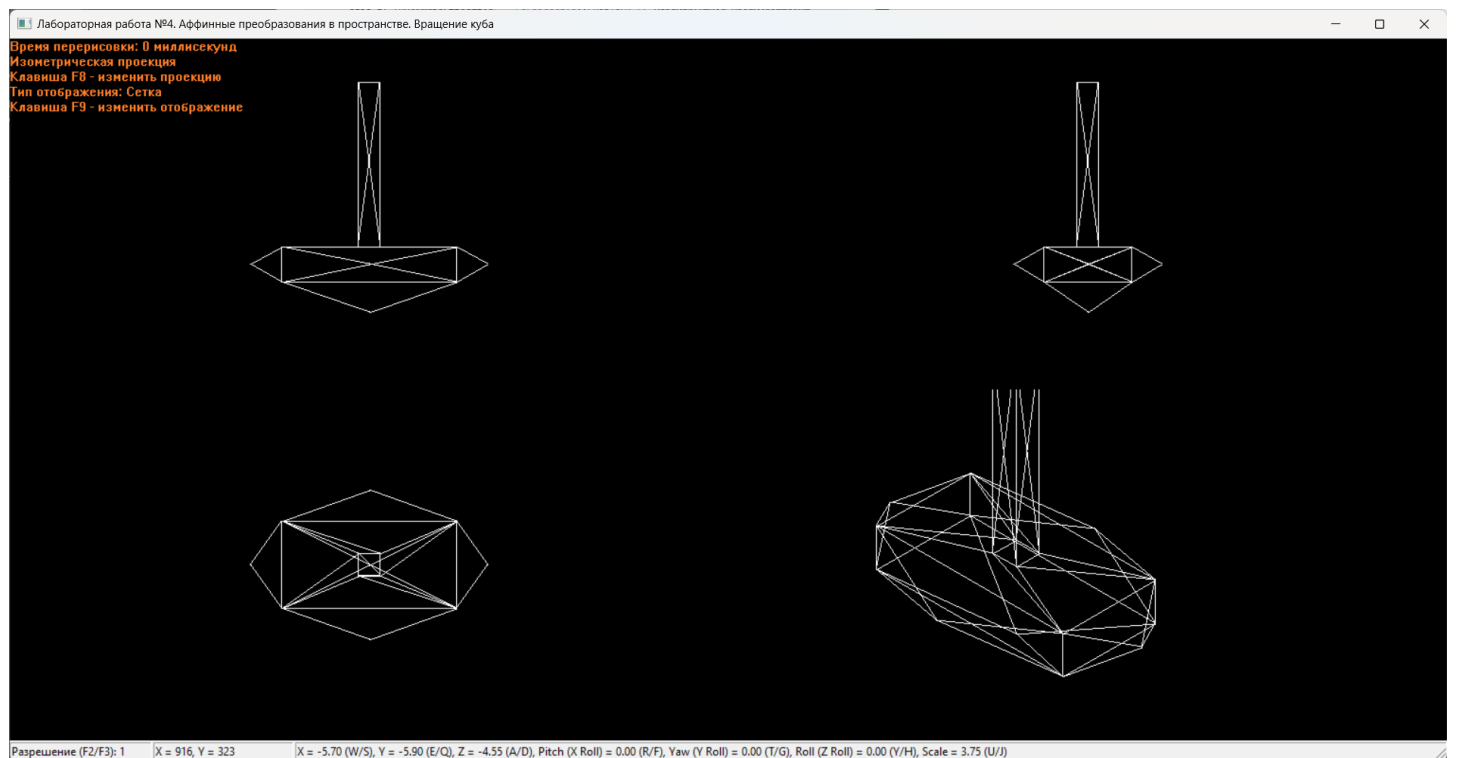 Лабораторная работа №4. Аффинные преобразования в пространстве. Вращение куба
Время перерисовки: 0 миллисекунд
Изометрическая проекция
Клавиша F8 - изменить проекцию
Тип отображения: Сетка
Клавиша F9 - изменить отображение
Разрешение (F2/F3): 1 X = 916, Y = 323 X = -5.70 (W/S), Y = -5.90 (E/Q), Z = -4.55 (A/D), Pitch (X Roll) = 0.00 (R/F), Yaw (Y Roll) = 0.00 (T/G), Roll (Z Roll) = 0.00 (Y/H), Scale = 3.75 (U/J)